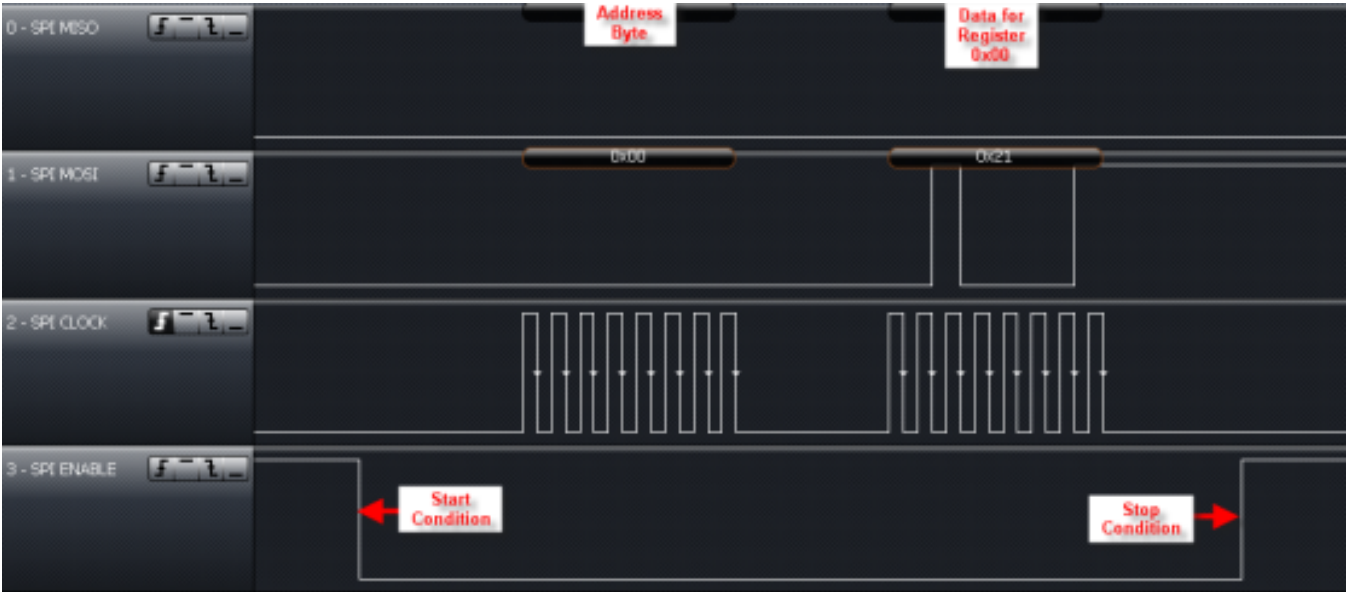 0 - SPI MISO
Address
Byte
Data for
Register
0x00
1 - SPI MOSI
0x00
0x21
2 - SPI CLOCK
3 - SPI ENABLE
Start
Condition
Stop
Condition